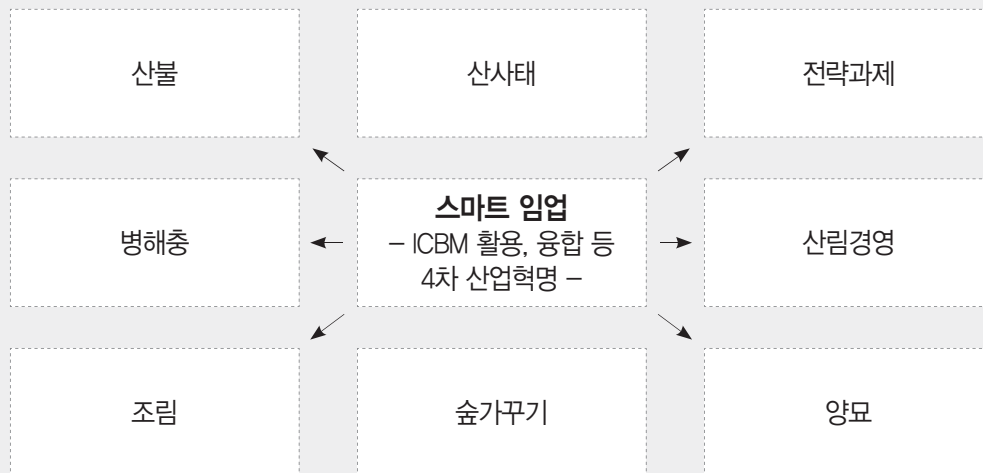 산불
산사태
전략과제
병해충
스마트 임업
– ICBM 활용, 융합 등
4차 산업혁명 –
산림경영
조림
숲가꾸기
양묘